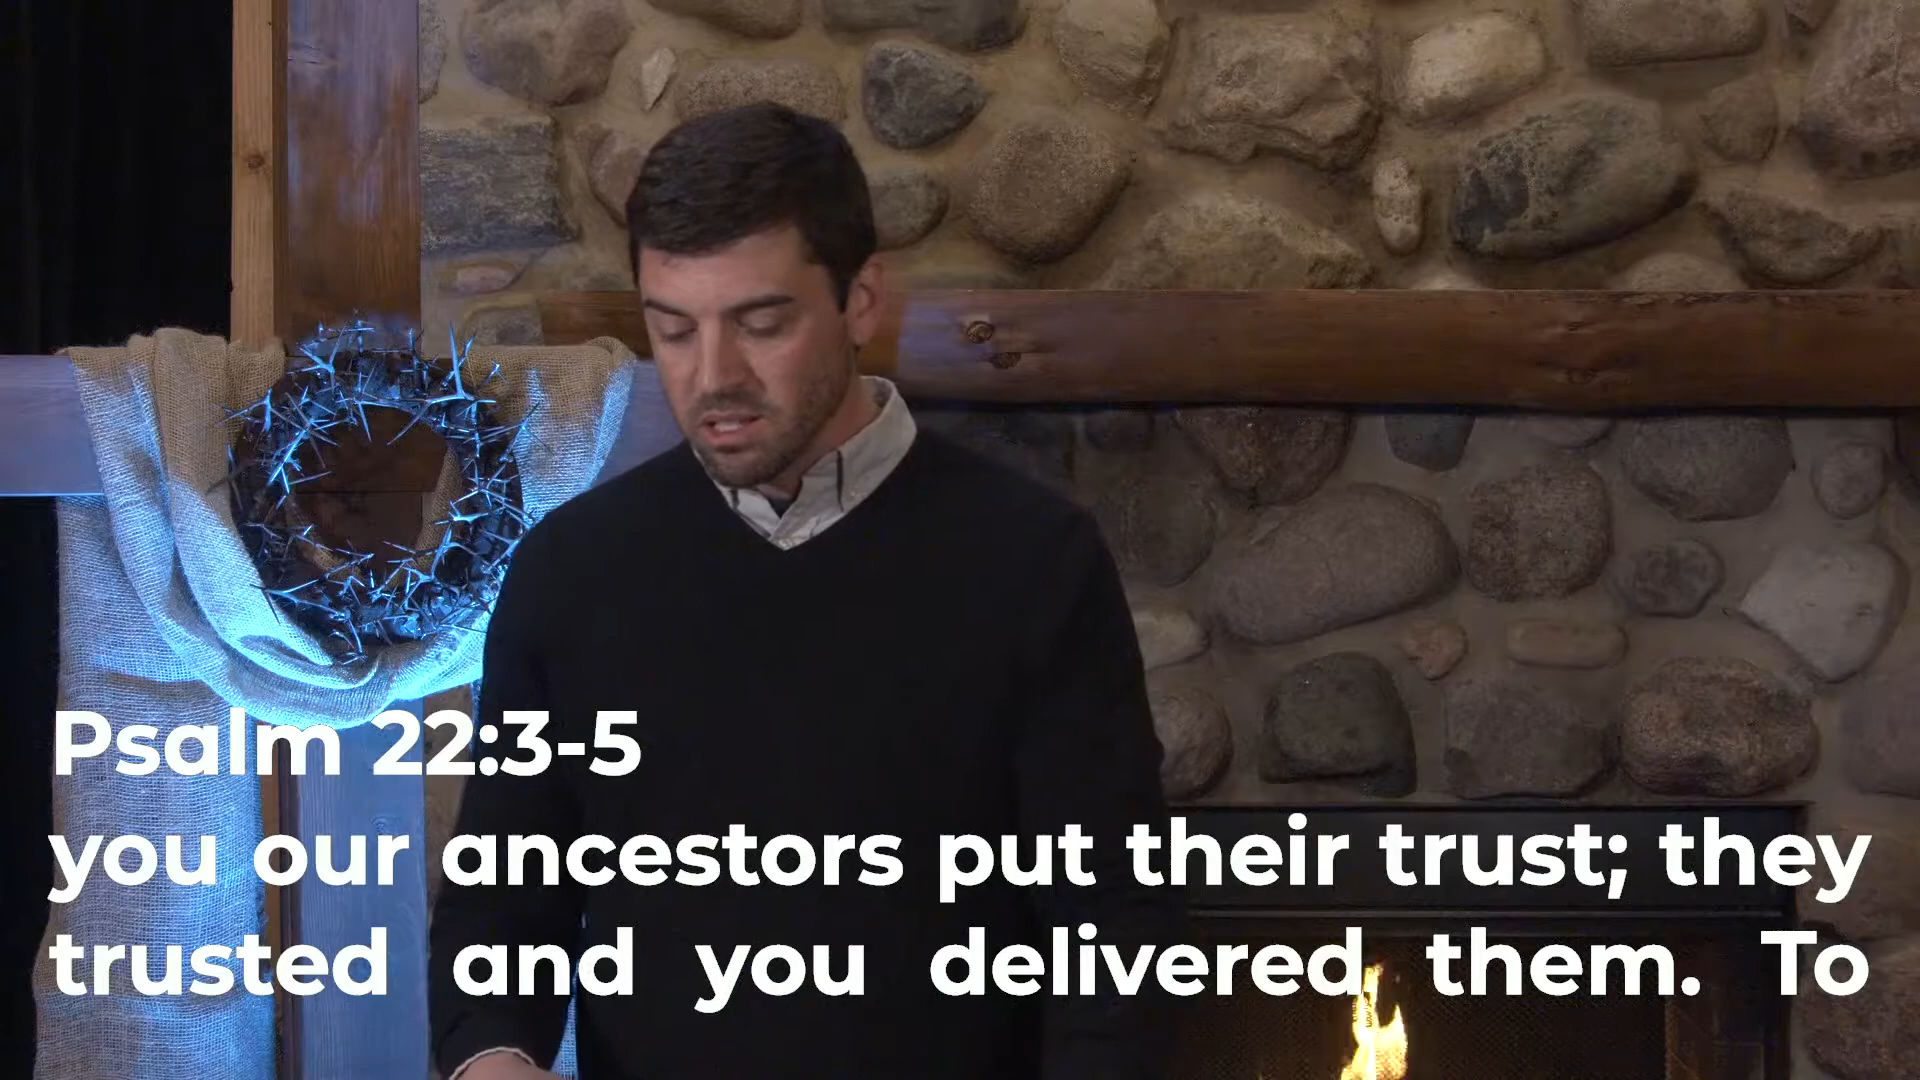 Psalm 22:3-5
you our ancestors put their trust; they
trusted and you delivered them. To